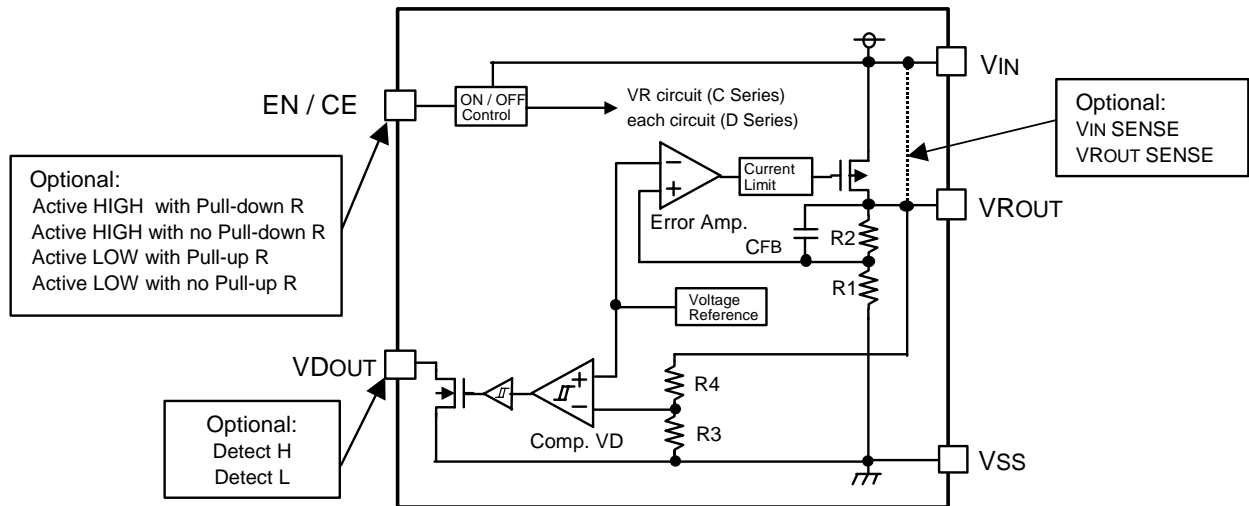 EN / CE
ON / OFF
Control
VR circuit (C Series)
each circuit (D Series)
VIN
Optional:
VIN SENSE
VROUT SENSE
Optional:
Active HIGH with Pull-down R
Active HIGH with no Pull-down R
Active LOW with Pull-up R
Active LOW with no Pull-up R
−
+
Error Amp.
Current
Limit
VROUT
CFB
R2
R1
Voltage
Reference
VDOUT
+
−
Comp. VD
R4
R3
Optional:
Detect H
Detect L
VSS